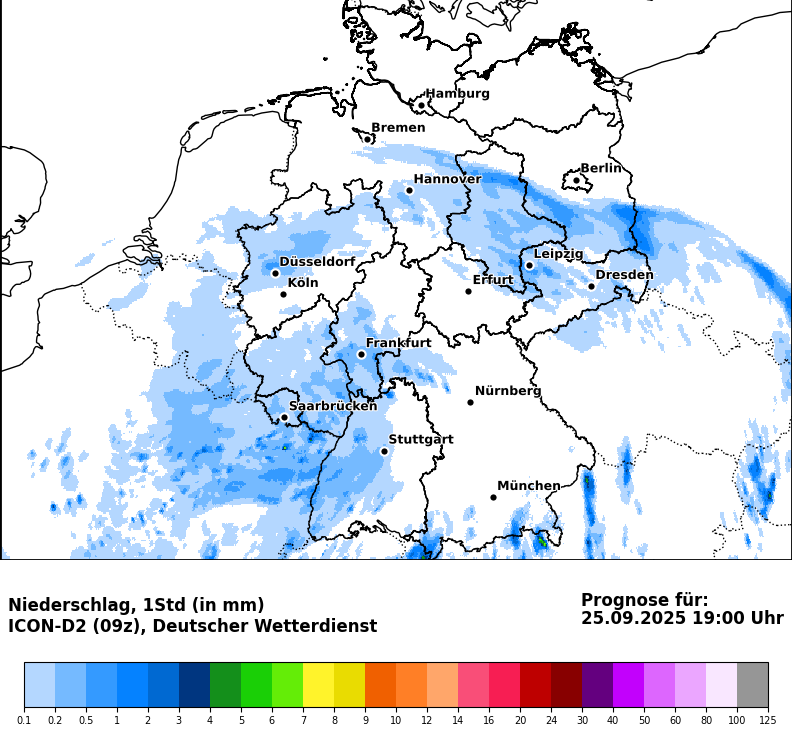 Hamburg
Bremen
Berlin
Hannover
Leipzig
Düsseldorf
Dresden
Köln
Erfurt
Frankfurt
Nürnberg
Saarbrücken
Stuttgart
München
Niederschlag, 1Std (in mm)
ICON-D2 (09z), Deutscher Wetterdienst
Prognose für:
25.09.2025 19:00 Uhr
0.1 0.2 0.5 1 2 3 4 5 6 7 8 9 10 12 14 16 20 24 30 40 50 60 80 100 125